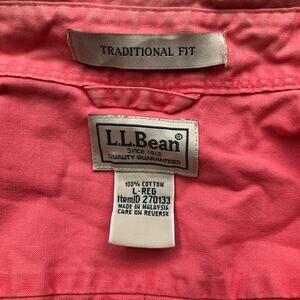 TRADITIONAL FIT
L.L.Bean®
SINCE 1912
QUALITY GUARANTEED
100% COTTON
L-REG
ItemID 270133
MADE IN MALAYSIA
CARE ON REVERSE